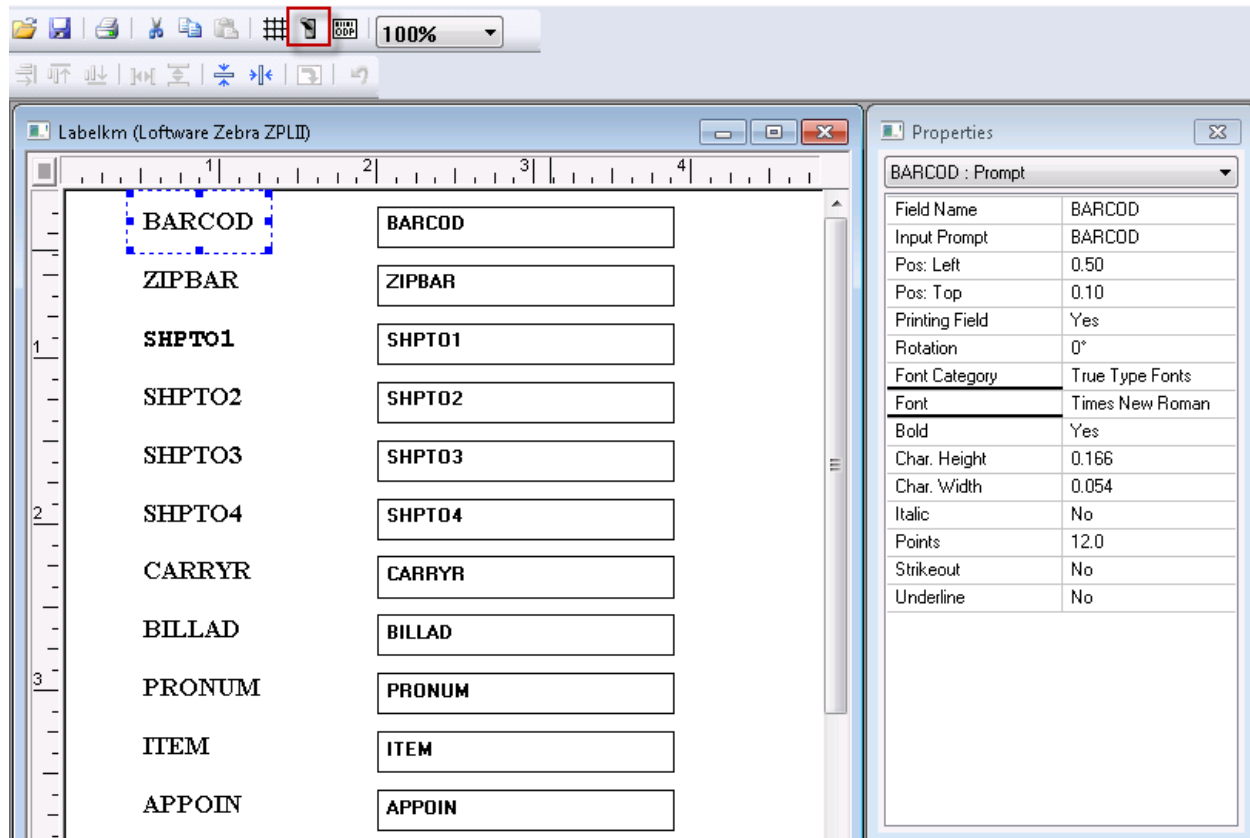 100%
Labelkm (Loftware Zebra ZPLII)
1 2 3 4
BARCOD BARCOD
ZIPBAR ZIPBAR
1 SHPTO1 SHPTO1
SHPTO2 SHPTO2
SHPTO3 SHPTO3
2 SHPTO4 SHPTO4
CARRYR CARRYR
BILLAD BILLAD
3 PRONUM PRONUM
ITEM ITEM
APPOIN APPOIN
Properties
BARCOD : Prompt
Field Name BARCOD
Input Prompt BARCOD
Pos: Left 0.50
Pos: Top 0.10
Printing Field Yes
Rotation 0°
Font Category True Type Fonts
Font Times New Roman
Bold Yes
Char. Height 0.166
Char. Width 0.054
Italic No
Points 12.0
Strikeout No
Underline No